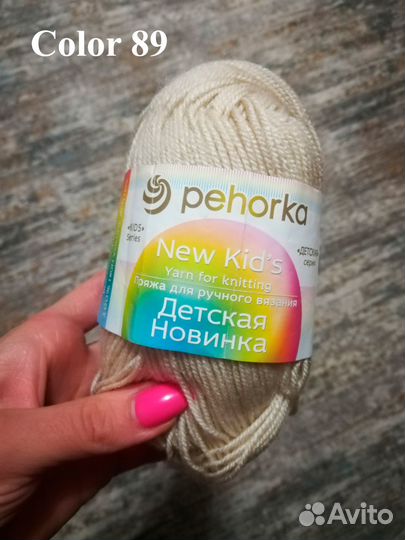 Color 89
pehorka
«KIDS»
Series
«ДЕТСКАЯ»
серия
New Kid's
Yarn for knitting
Пряжа для ручного вязания
Детская
Новинка
Avito